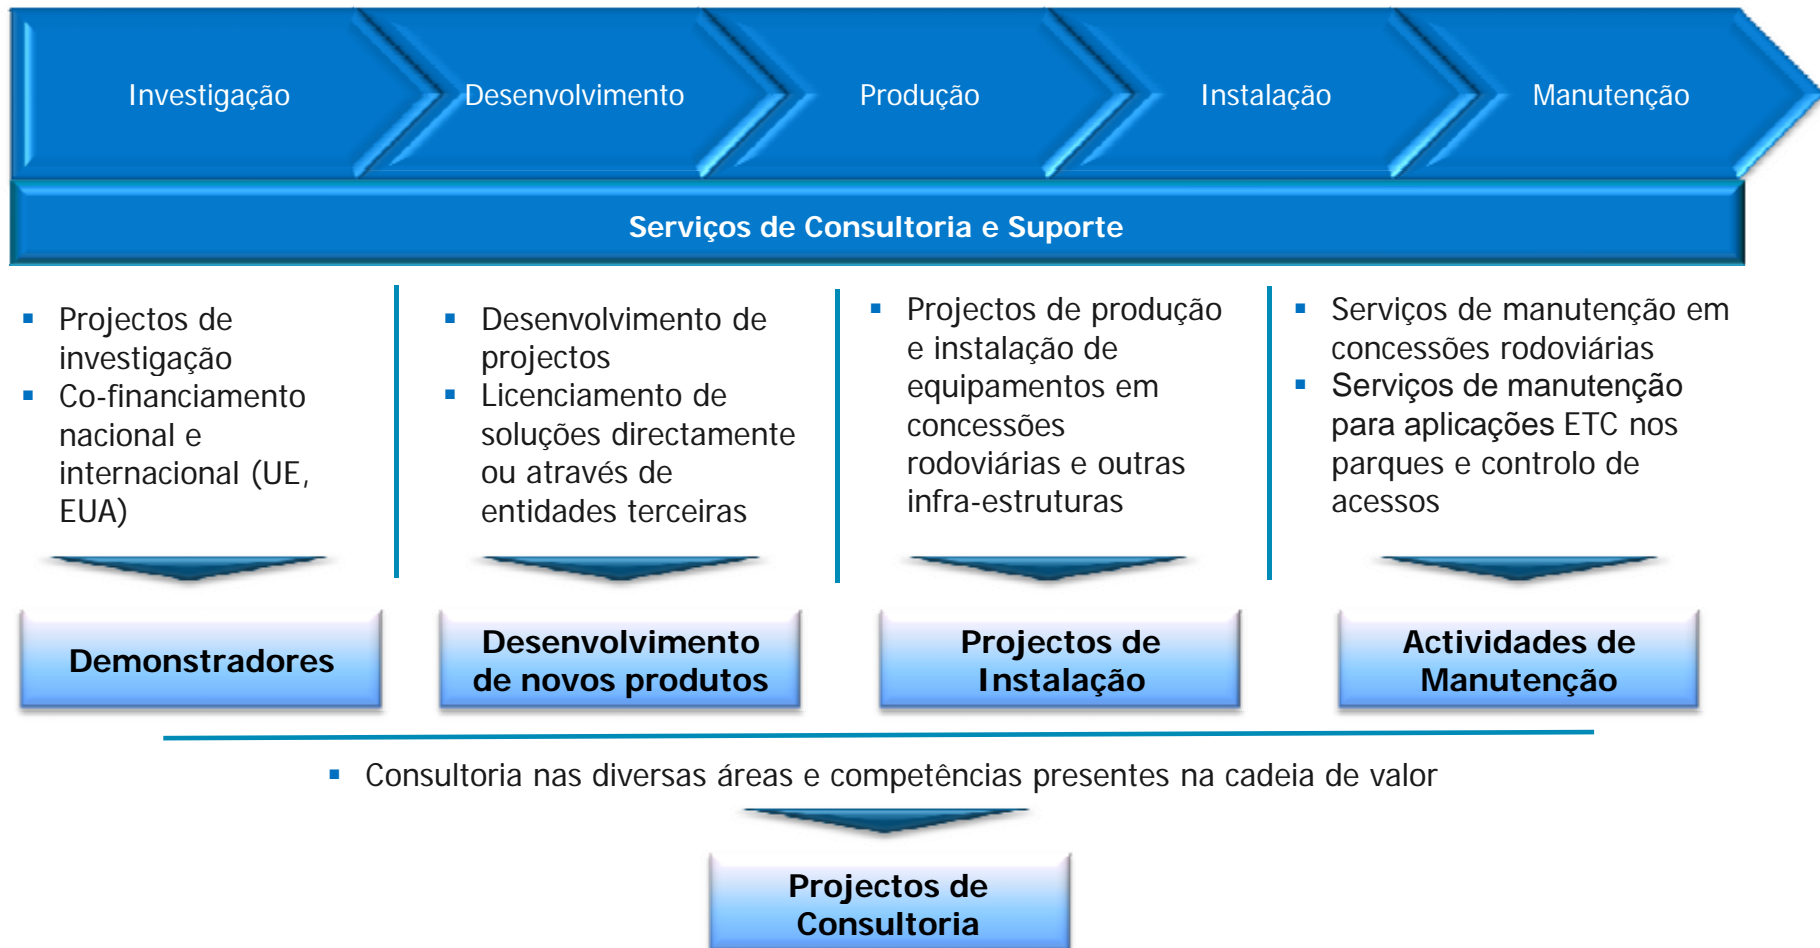 Investigação
Desenvolvimento
Produção
Instalação
Manutenção
Serviços de Consultoria e Suporte
▪ Projectos de
investigação
▪ Co-financiamento
nacional e
internacional (UE,
EUA)
▪ Desenvolvimento de
projectos
▪ Licenciamento de
soluções directamente
ou através de
entidades terceiras
▪ Projectos de produção
e instalação de
equipamentos em
concessões
rodoviárias e outras
infra-estruturas
▪ Serviços de manutenção em
concessões rodoviárias
▪ Serviços de manutenção
para aplicações ETC nos
parques e controlo de
acessos
Demonstradores
Desenvolvimento
de novos produtos
Projectos de
Instalação
Actividades de
Manutenção
▪ Consultoria nas diversas áreas e competências presentes na cadeia de valor
Projectos de
Consultoria